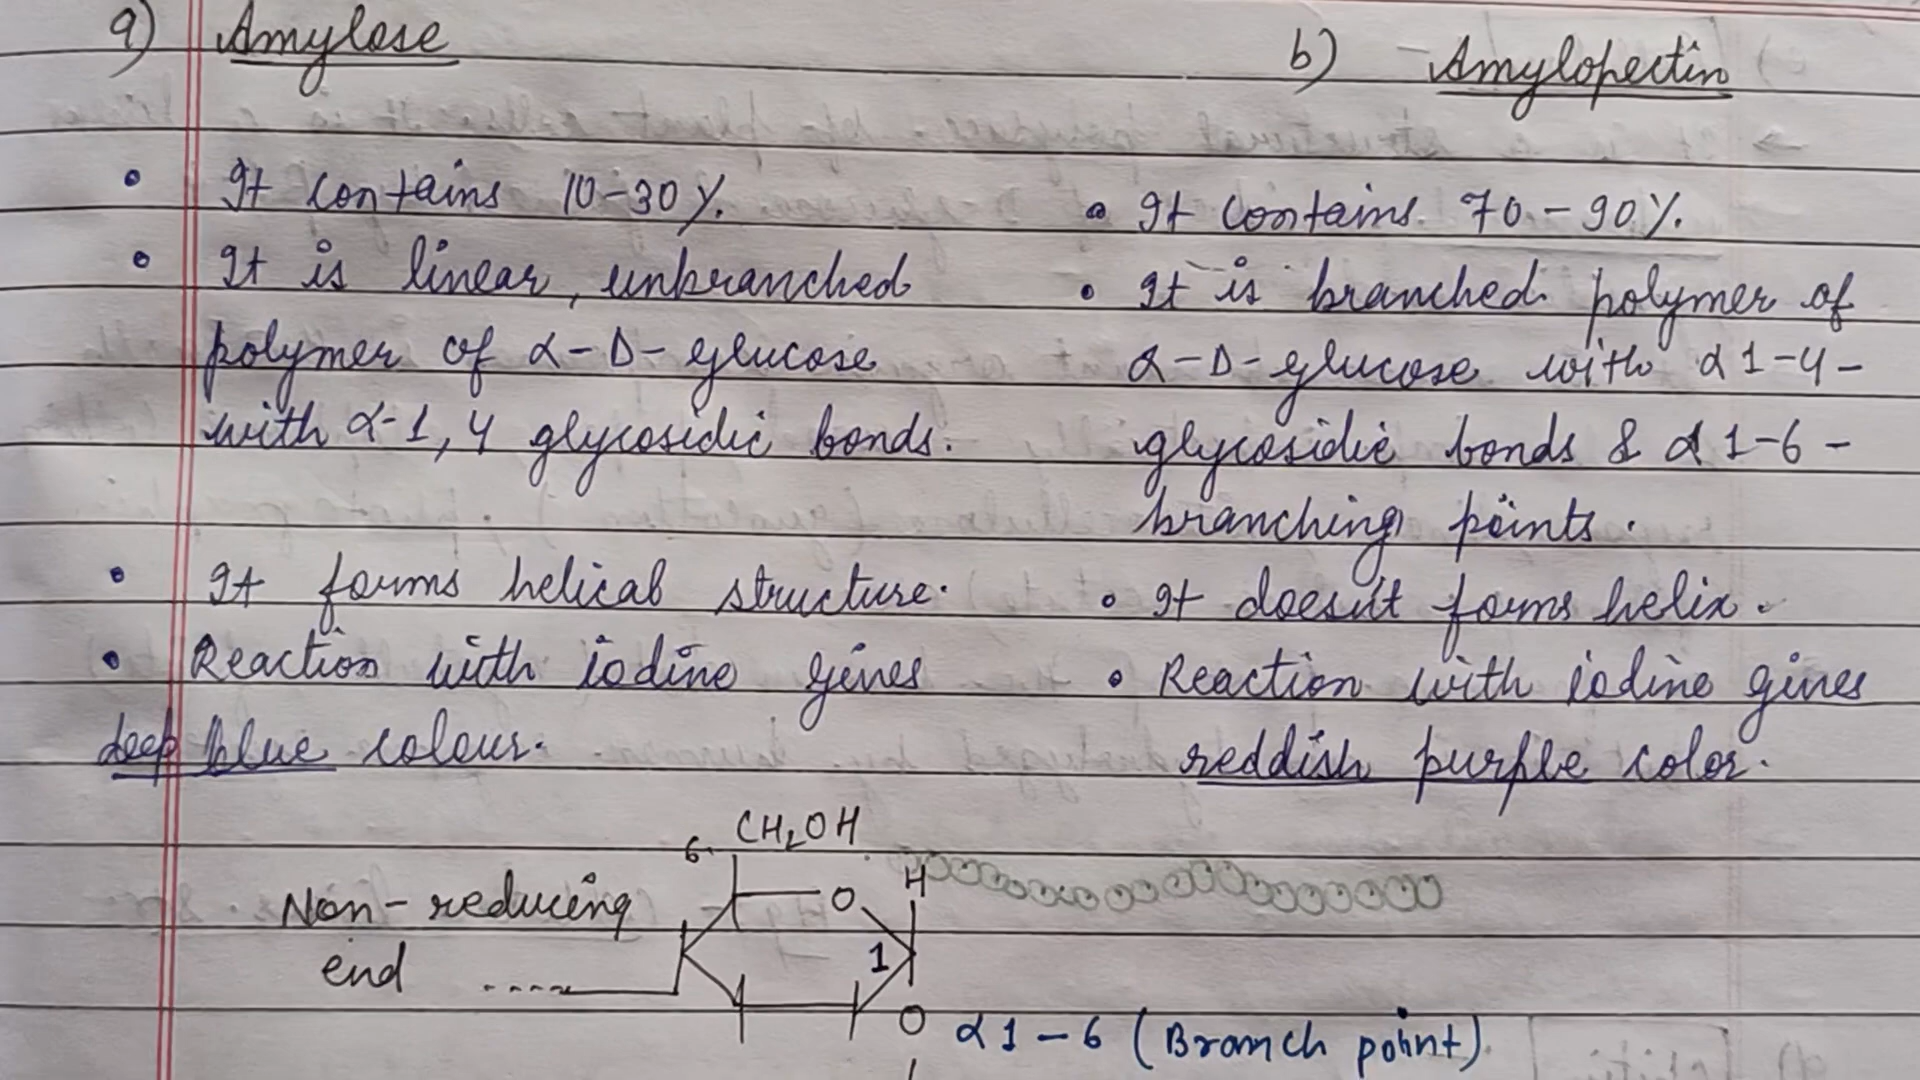 a) Amylose
b) Amylopectin
• It contains 10-30%.
• It contains 70-90%.
• It is linear, unbranched
• It is branched polymer of
polymer of α-D-glucose
α-D-glucose with α1-4-
with α-1,4 glycosidic bonds.
glycosidic bonds & α1-6-
branching points.
• It forms helical structure.
• It doesn't forms helix.
• Reaction with iodine gives
• Reaction with iodine gives
deep blue colour.
reddish purple color.
6 CH₂OH
H
Non-reducing
O
end .....
1
O α1-6 (Branch point)